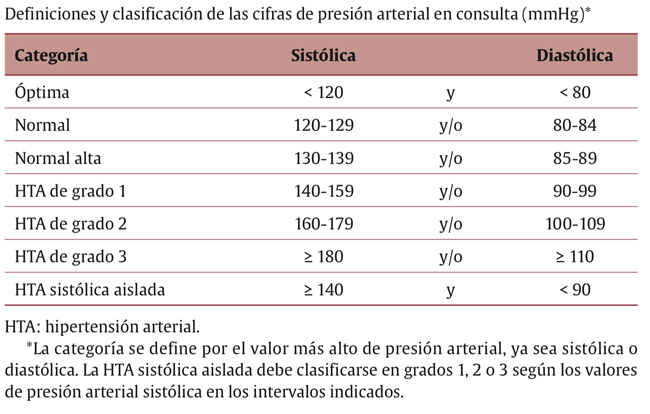 Definiciones y clasificación de las cifras de presión arterial en consulta (mmHg)*
Categoría Sistólica Diastólica
Óptima < 120 y < 80
Normal 120-129 y/o 80-84
Normal alta 130-139 y/o 85-89
HTA de grado 1 140-159 y/o 90-99
HTA de grado 2 160-179 y/o 100-109
HTA de grado 3 ≥ 180 y/o ≥ 110
HTA sistólica aislada ≥ 140 y < 90
HTA: hipertensión arterial.
*La categoría se define por el valor más alto de presión arterial, ya sea sistólica o
diastólica. La HTA sistólica aislada debe clasificarse en grados 1, 2 o 3 según los valores
de presión arterial sistólica en los intervalos indicados.